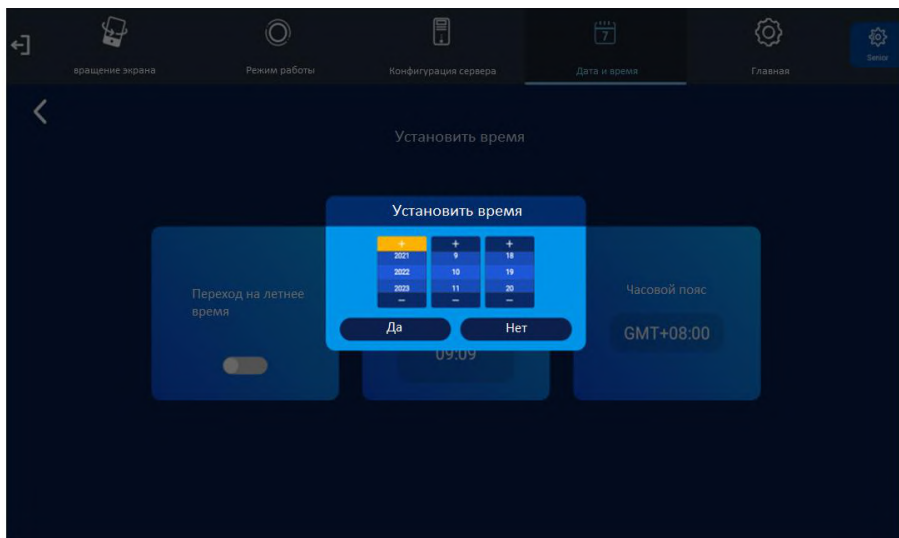 7
вращение экрана
Режим работы
Конфигурация сервера
Дата и время
Главная
Senior
Установить время
Установить время
+ + +
2021 9 18
2022 10 19
2023 11 20
− − −
Да
Нет
Переход на летнее
время
09:09
Часовой пояс
GMT+08:00